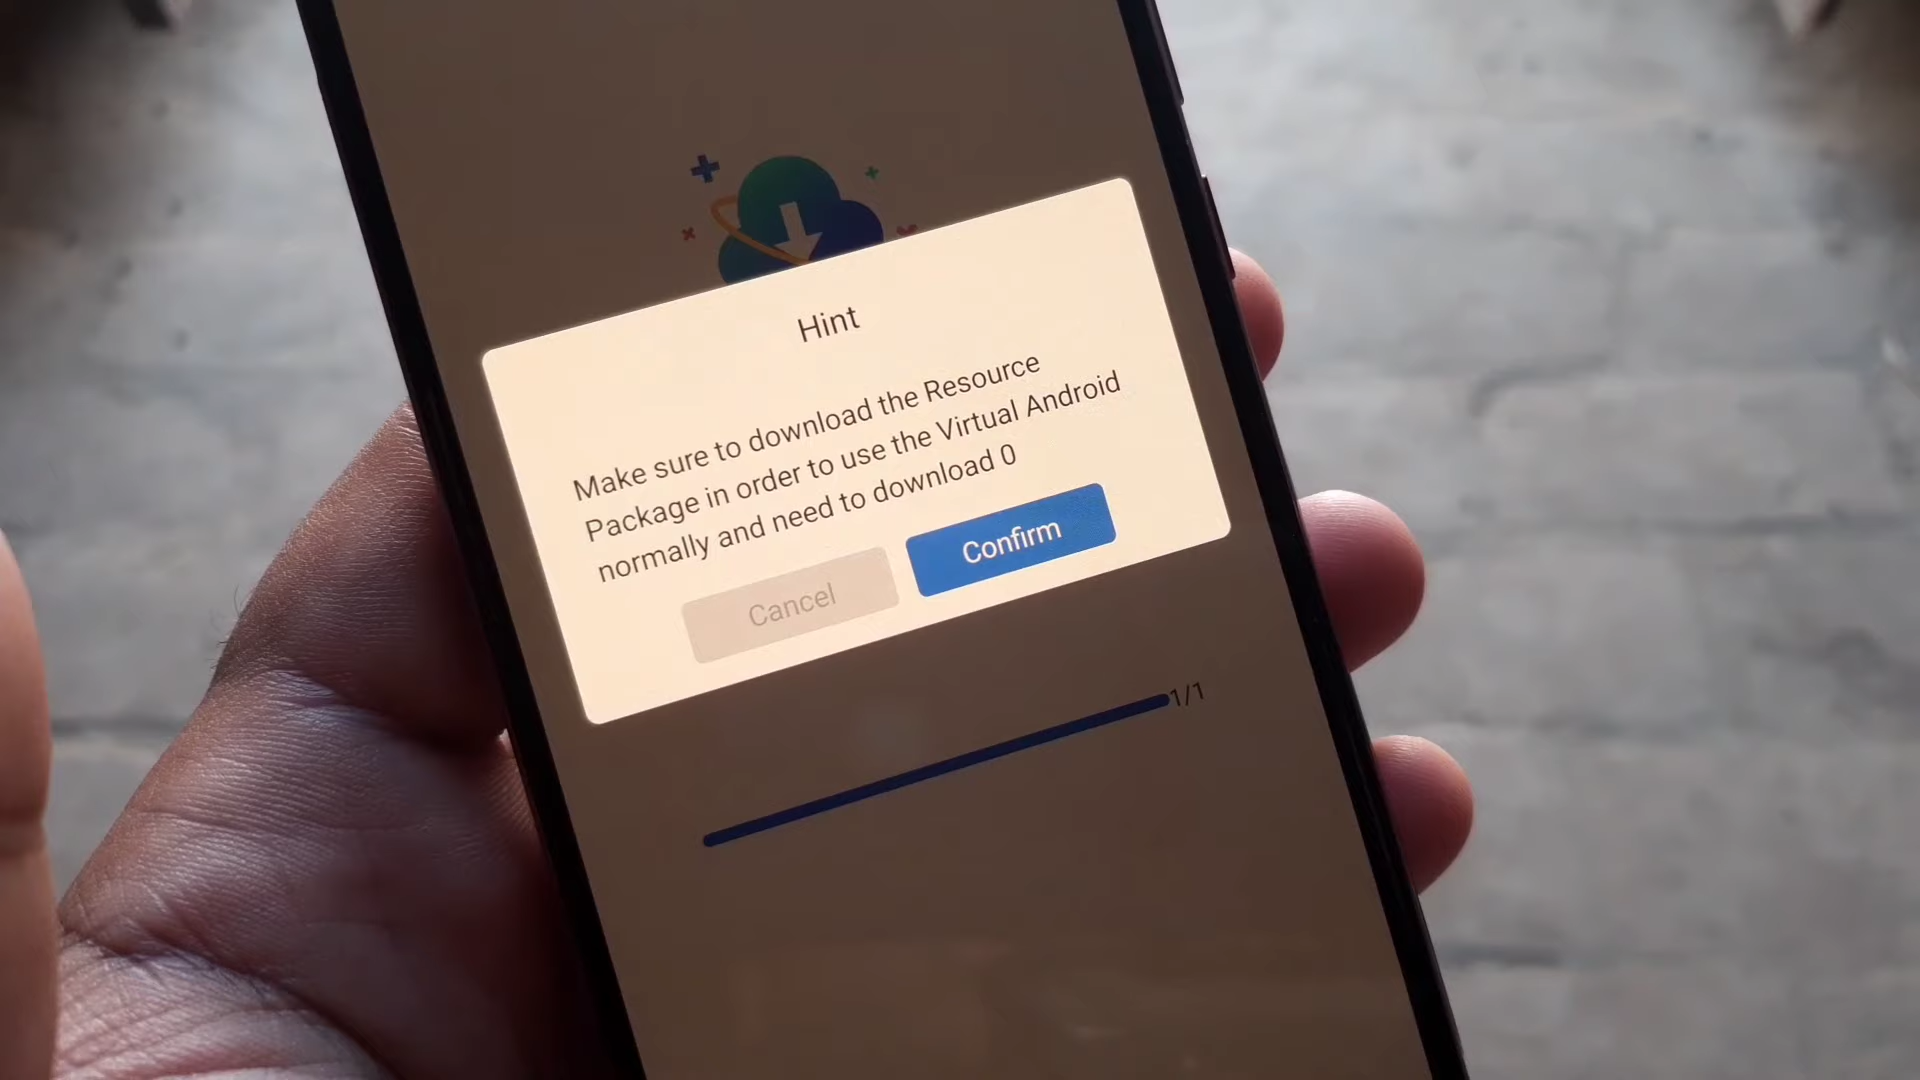 Hint
Make sure to download the Resource
Package in order to use the Virtual Android
normally and need to download 0
Cancel
Confirm
1/1